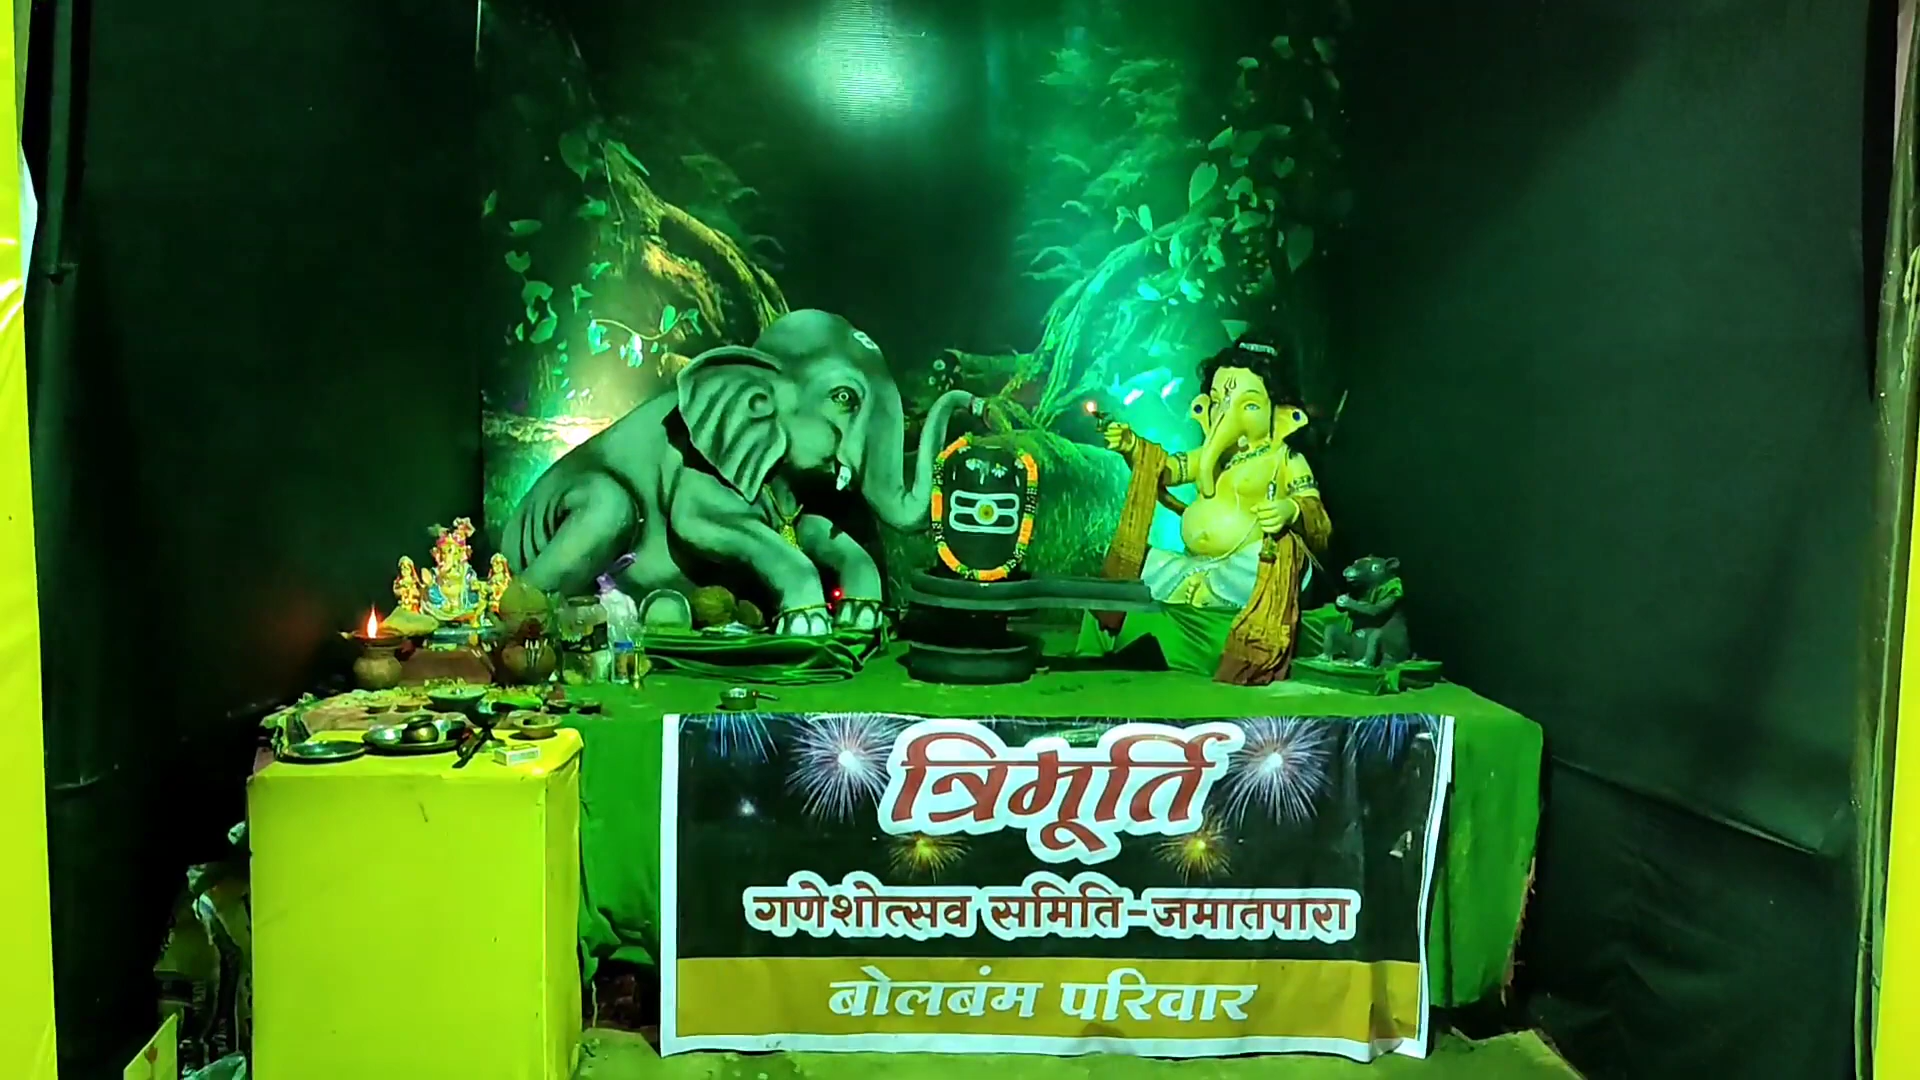 त्रिमूर्ति
गणेशोत्सव समिति-जमातपारा
बोलबंम परिवार